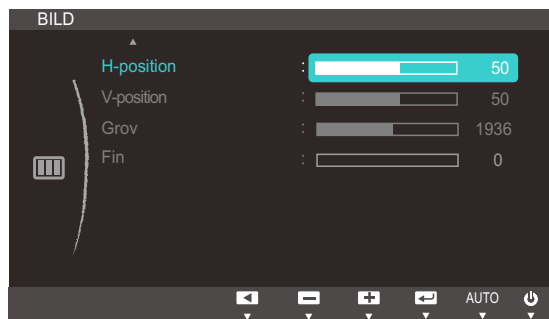 BILD
H-position : 50
V-position : 50
Grov : 1936
Fin : 0
AUTO